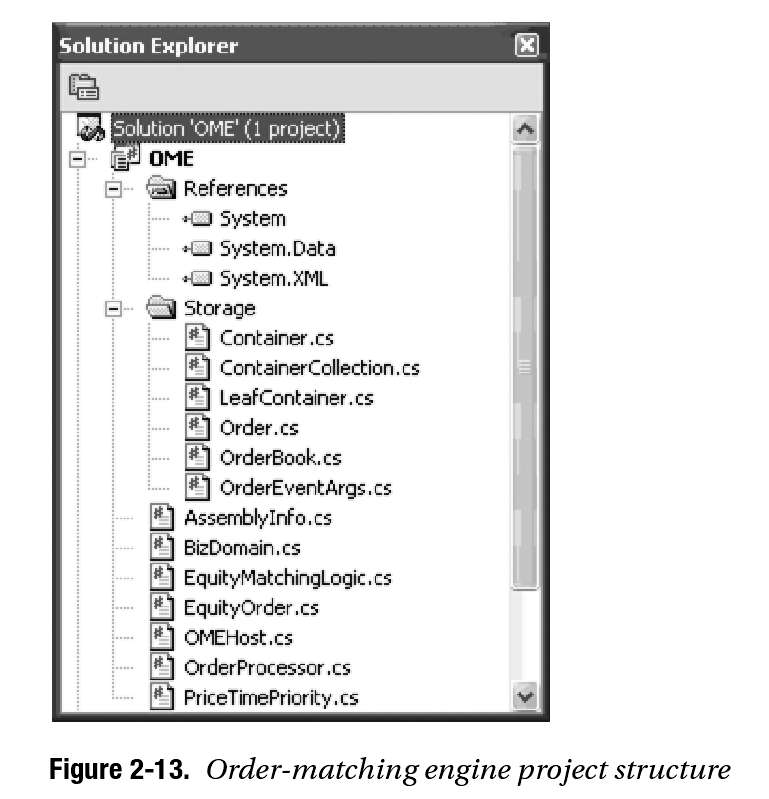 Solution Explorer
Solution 'OME' (1 project)
OME
References
System
System.Data
System.XML
Storage
Container.cs
ContainerCollection.cs
LeafContainer.cs
Order.cs
OrderBook.cs
OrderEventArgs.cs
AssemblyInfo.cs
BizDomain.cs
EquityMatchingLogic.cs
EquityOrder.cs
OMEHost.cs
OrderProcessor.cs
PriceTimePriority.cs
Figure 2-13. Order-matching engine project structure